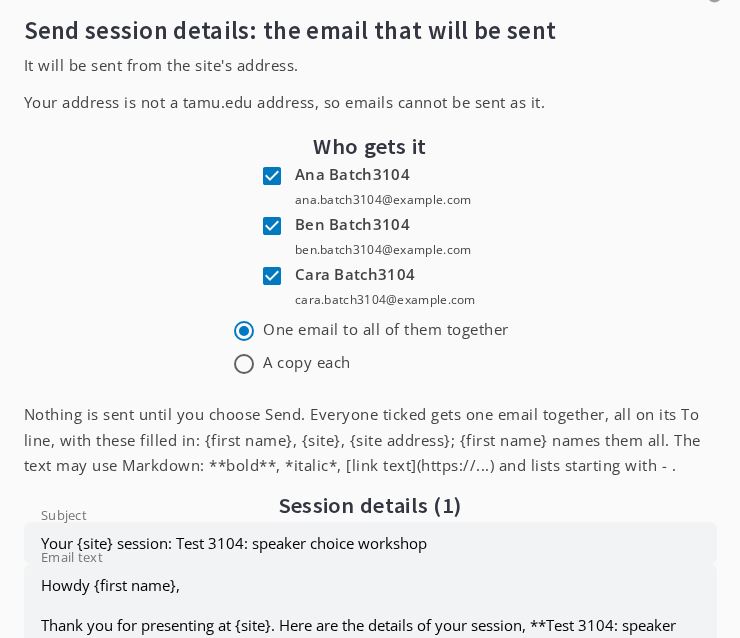 Send session details: the email that will be sent
It will be sent from the site's address.
Your address is not a tamu.edu address, so emails cannot be sent as it.
Who gets it
Ana Batch3104
ana.batch3104@example.com
Ben Batch3104
ben.batch3104@example.com
Cara Batch3104
cara.batch3104@example.com
One email to all of them together
A copy each
Nothing is sent until you choose Send. Everyone ticked gets one email together, all on its To
line, with these filled in: {first name}, {site}, {site address}; {first name} names them all. The
text may use Markdown: **bold**, *italic*, [link text](https://...) and lists starting with - .
Session details (1)
Subject
Your {site} session: Test 3104: speaker choice workshop
Email text
Howdy {first name},
Thank you for presenting at {site}. Here are the details of your session, **Test 3104: speaker